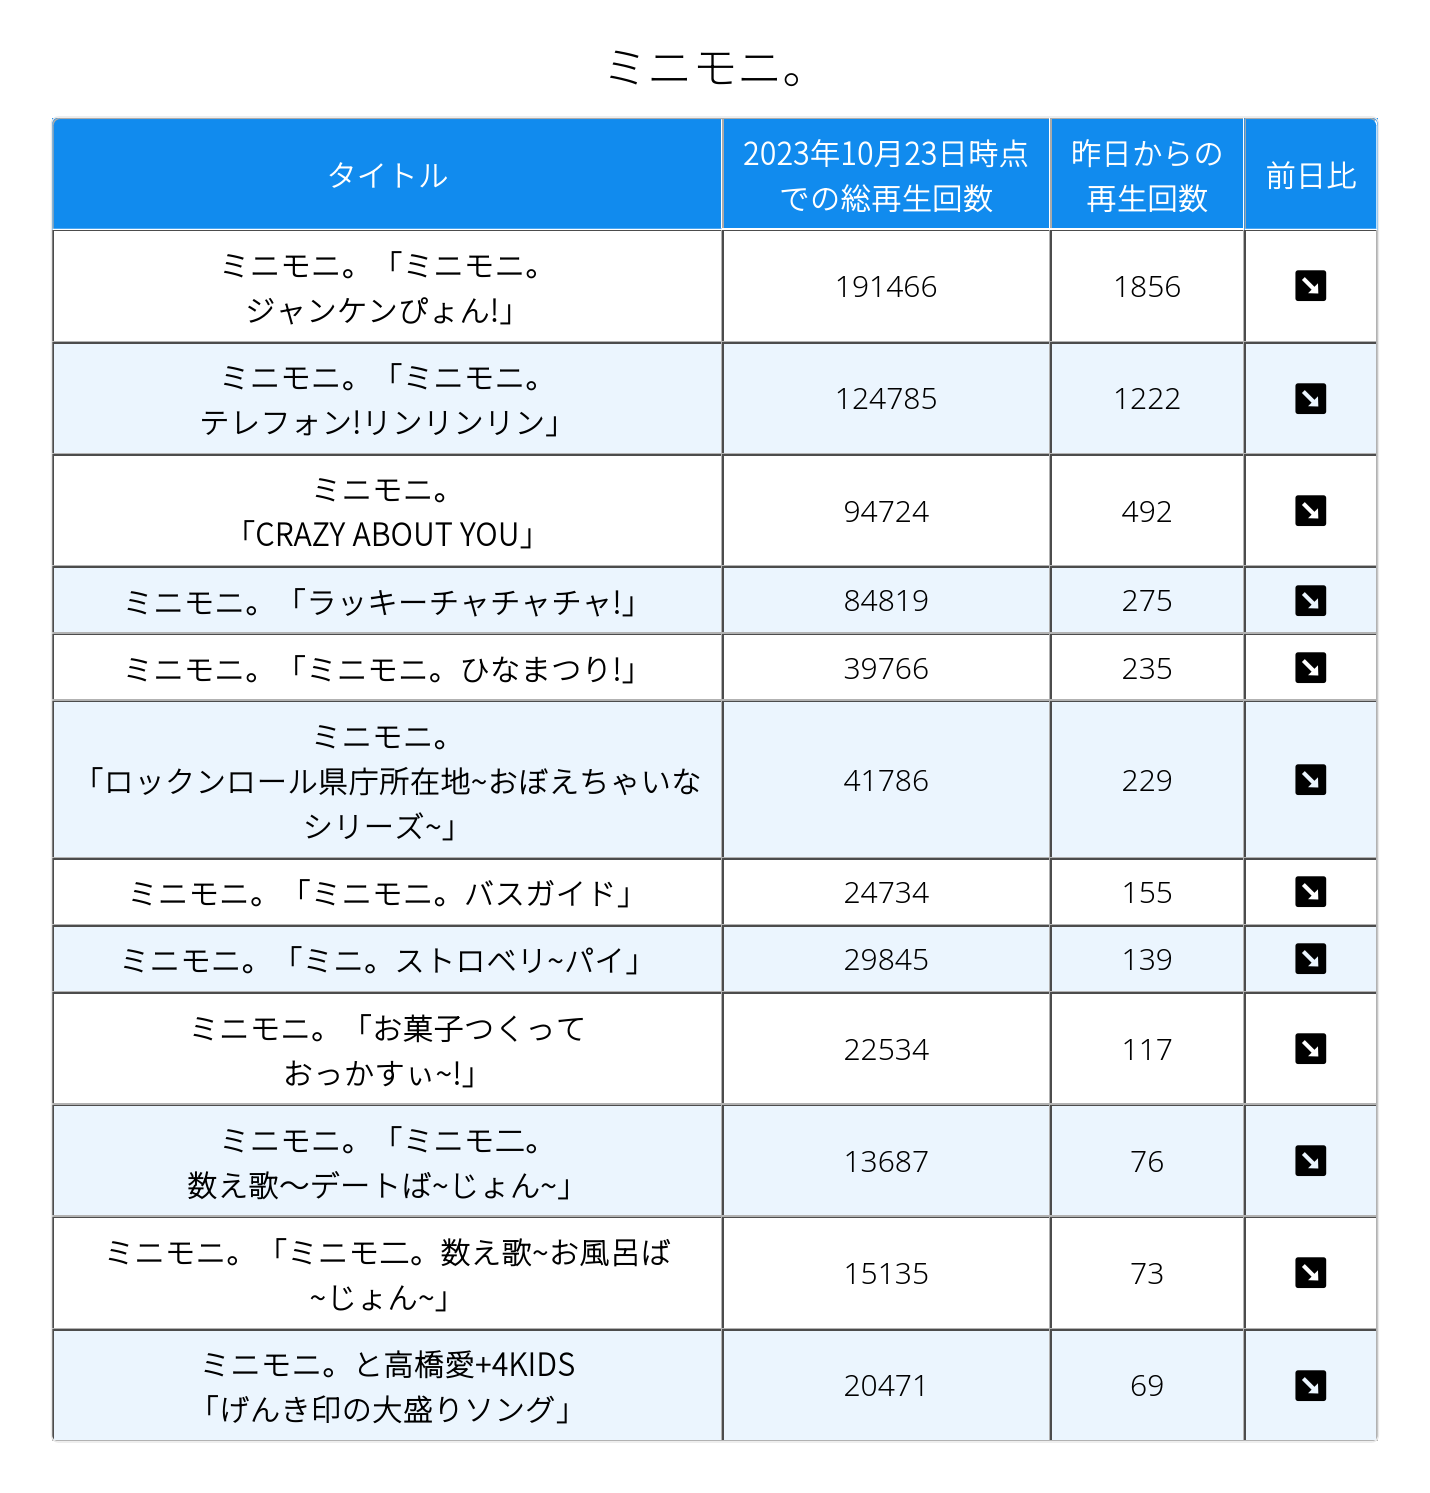 ミニモニ。
タイトル
2023年10月23日時点
での総再生回数
昨日からの
再生回数
前日比
ミニモニ。「ミニモニ。
ジャンケンぴょん!」
191466
1856
ミニモニ。「ミニモニ。
テレフォン!リンリンリン」
124785
1222
ミニモニ。
「CRAZY ABOUT YOU」
94724
492
ミニモニ。「ラッキーチャチャチャ!」
84819
275
ミニモニ。「ミニモニ。ひなまつり!」
39766
235
ミニモニ。
「ロックンロール県庁所在地~おぼえちゃいな
シリーズ~」
41786
229
ミニモニ。「ミニモニ。バスガイド」
24734
155
ミニモニ。「ミニ。ストロベリ~パイ」
29845
139
ミニモニ。「お菓子つくって
おっかすぃ~!」
22534
117
ミニモニ。「ミニモ二。
数え歌〜デートば~じょん~」
13687
76
ミニモニ。「ミニモ二。数え歌~お風呂ば
~じょん~」
15135
73
ミニモニ。と高橋愛+4KIDS
「げんき印の大盛りソング」
20471
69